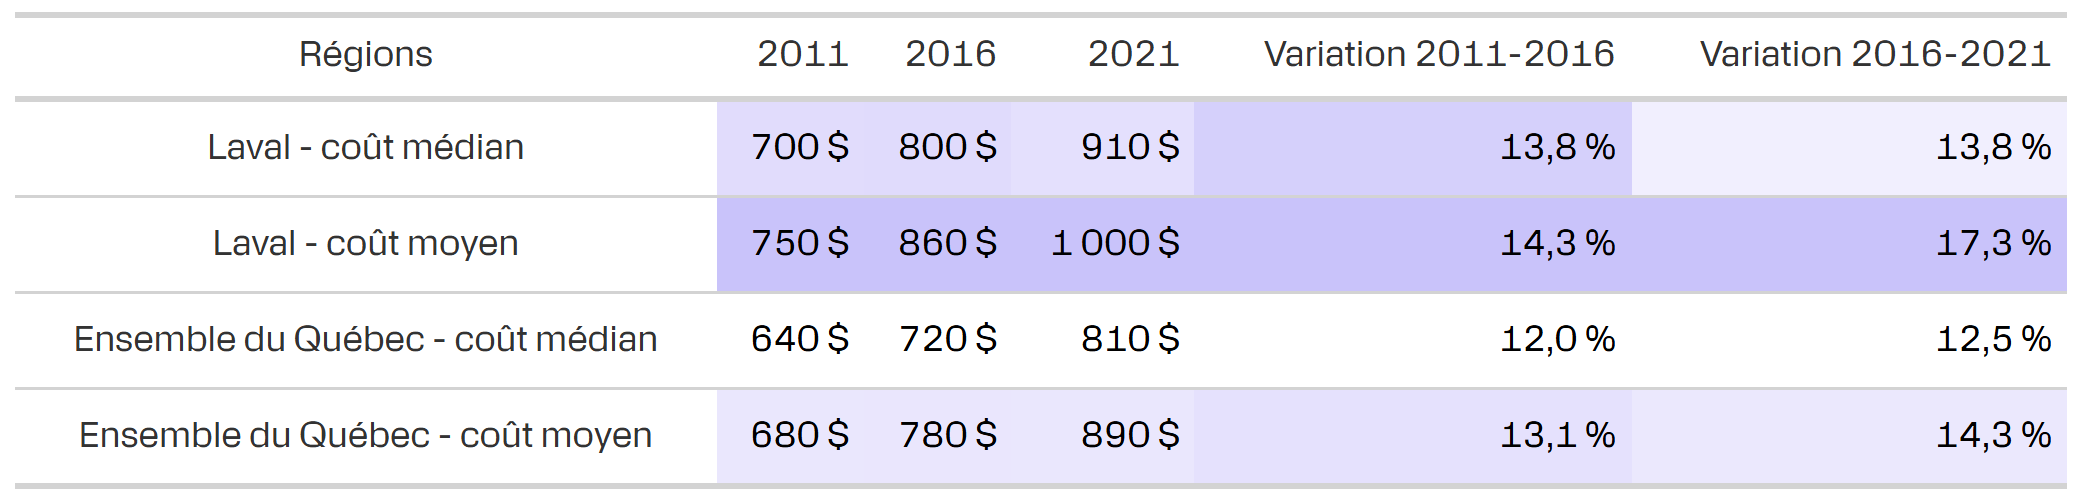 Régions 2011 2016 2021 Variation 2011-2016 Variation 2016-2021
Laval - coût médian 700 $ 800 $ 910 $ 13,8 % 13,8 %
Laval - coût moyen 750 $ 860 $ 1 000 $ 14,3 % 17,3 %
Ensemble du Québec - coût médian 640 $ 720 $ 810 $ 12,0 % 12,5 %
Ensemble du Québec - coût moyen 680 $ 780 $ 890 $ 13,1 % 14,3 %